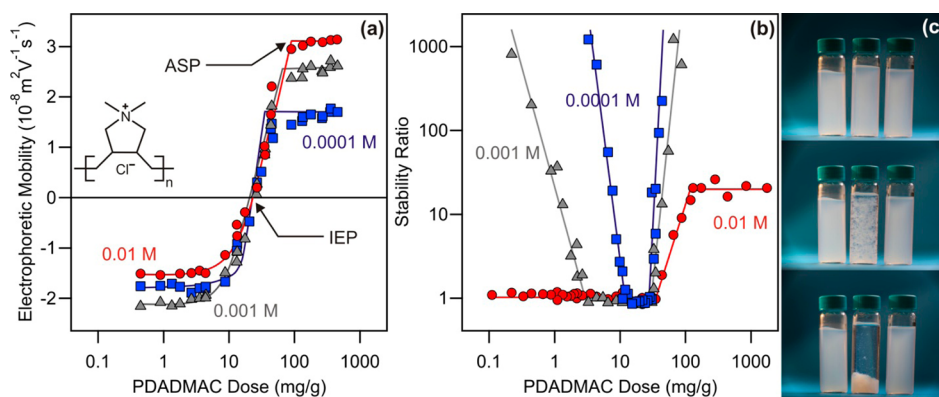 (a)
Electrophoretic Mobility (10⁻⁸ m²V⁻¹s⁻¹)
3
2
1
0
-1
-2
ASP
IEP
N
+
Cl⁻
n
0.0001 M
0.01 M
0.001 M
0.1
1
10
100
1000
PDADMAC Dose (mg/g)
(b)
Stability Ratio
1000
100
10
1
0.0001 M
0.001 M
0.01 M
0.1
1
10
100
1000
PDADMAC Dose (mg/g)
(c)